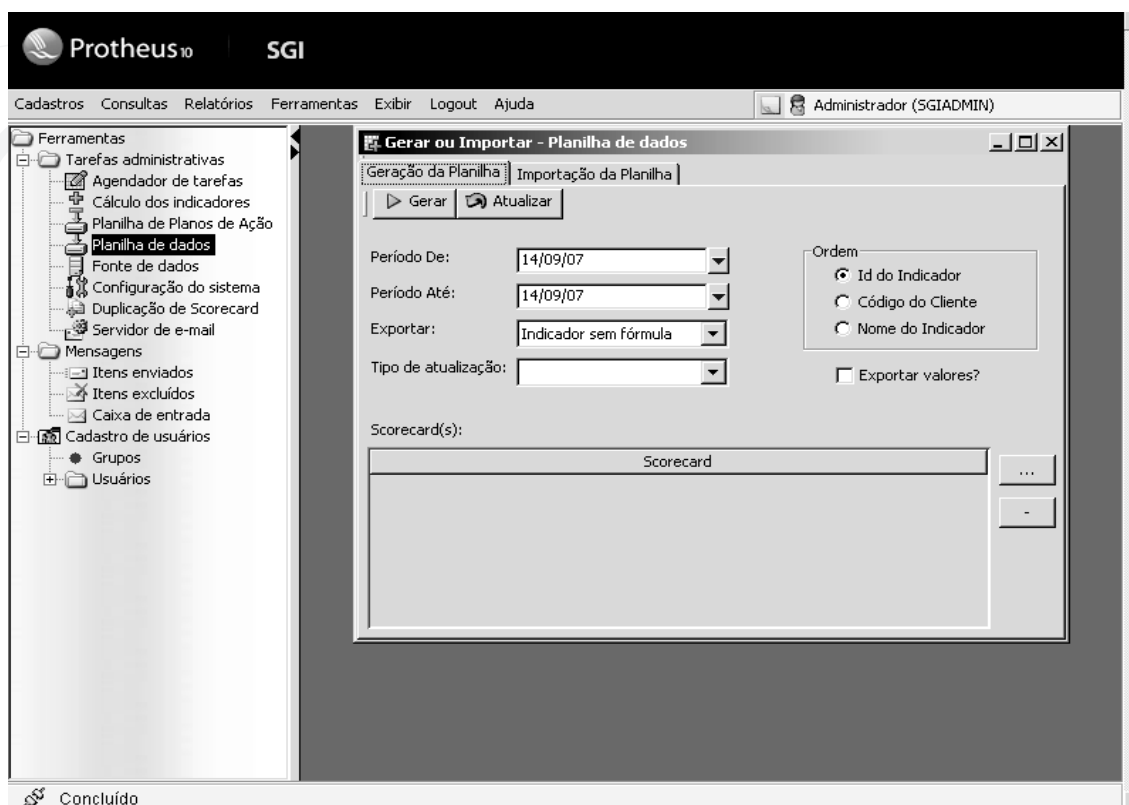 Protheus 10 SGI
Cadastros Consultas Relatórios Ferramentas Exibir Logout Ajuda Administrador (SGIADMIN)
Ferramentas
Tarefas administrativas
Agendador de tarefas
Cálculo dos indicadores
Planilha de Planos de Ação
Planilha de dados
Fonte de dados
Configuração do sistema
Duplicação de Scorecard
Servidor de e-mail
Mensagens
Itens enviados
Itens excluídos
Caixa de entrada
Cadastro de usuários
Grupos
Usuários
Gerar ou Importar - Planilha de dados
Geração da Planilha Importação da Planilha
Gerar Atualizar
Período De: 14/09/07
Período Até: 14/09/07
Exportar: Indicador sem fórmula
Tipo de atualização:
Ordem
Id do Indicador
Código do Cliente
Nome do Indicador
Exportar valores?
Scorecard(s):
Scorecard
...
-
Concluído